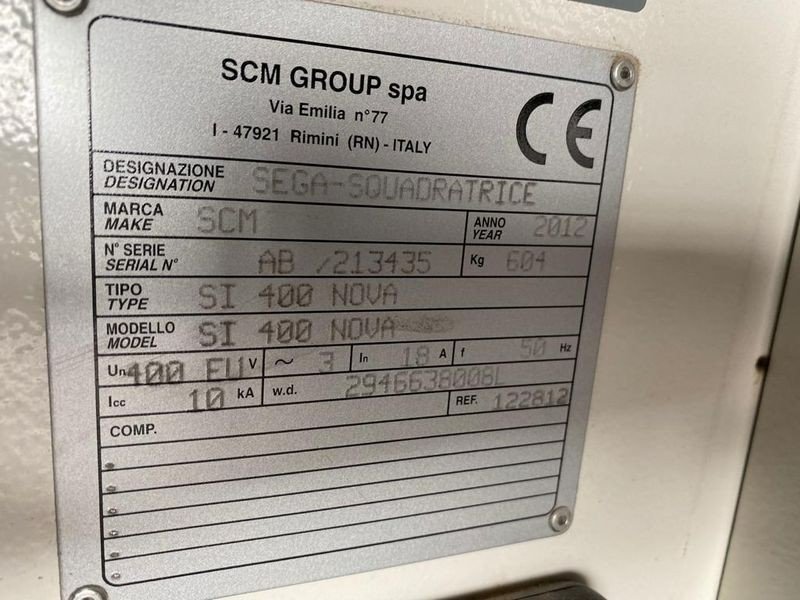 SCM GROUP spa
Via Emilia n°77
I - 47921 Rimini (RN) - ITALY
CE
DESIGNAZIONE
DESIGNATION SEGA-SQUADRATRICE
MARCA
MAKE SCM ANNO
YEAR 2012
N° SERIE
SERIAL N° AB /213435 Kg 604
TIPO
TYPE SI 400 NOVA
MODELLO
MODEL SI 400 NOVA
Un 400 EU V ~ 3 In 18 A f 50 Hz
Icc 10 kA w.d. 2946638008L
REF. 122812
COMP.